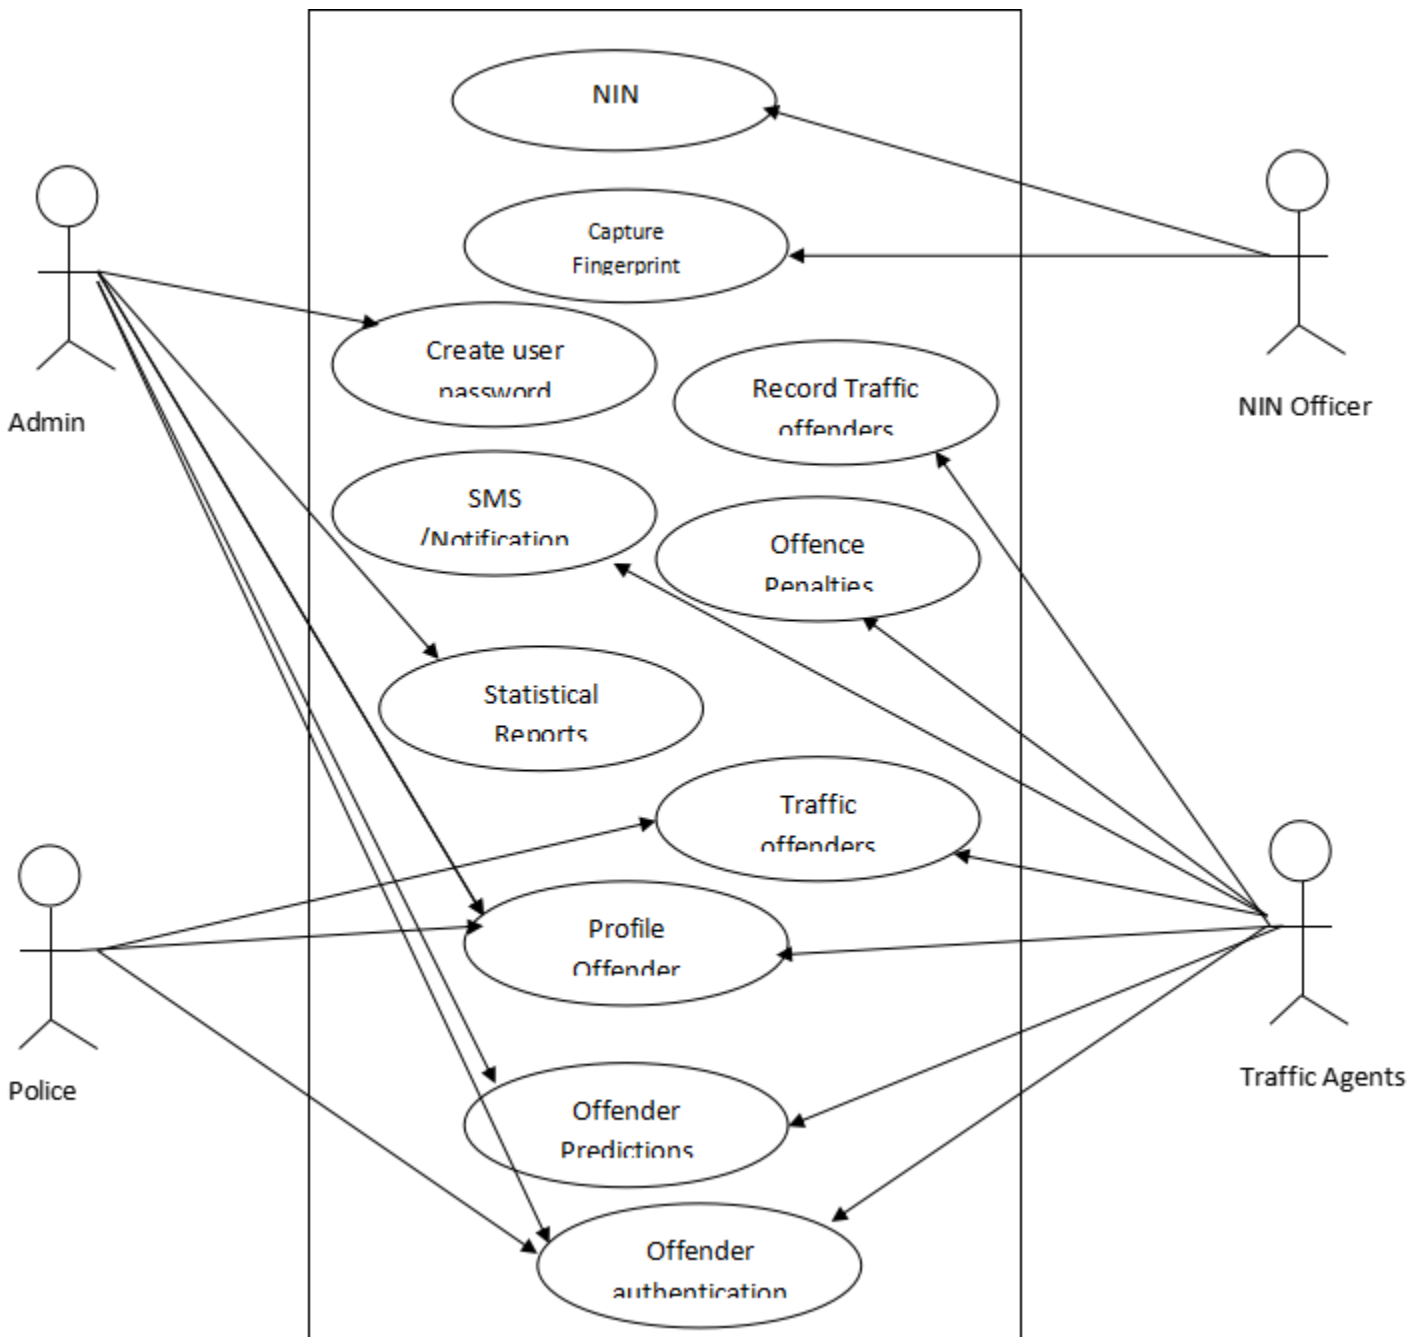 NIN
Capture
Fingerprint
Create user
password
Admin
Record Traffic
offenders
NIN Officer
SMS
/Notification
Offence
Penalties
Statistical
Reports
Traffic
offenders
Profile
Offender
Police
Traffic Agents
Offender
Predictions
Offender
authentication